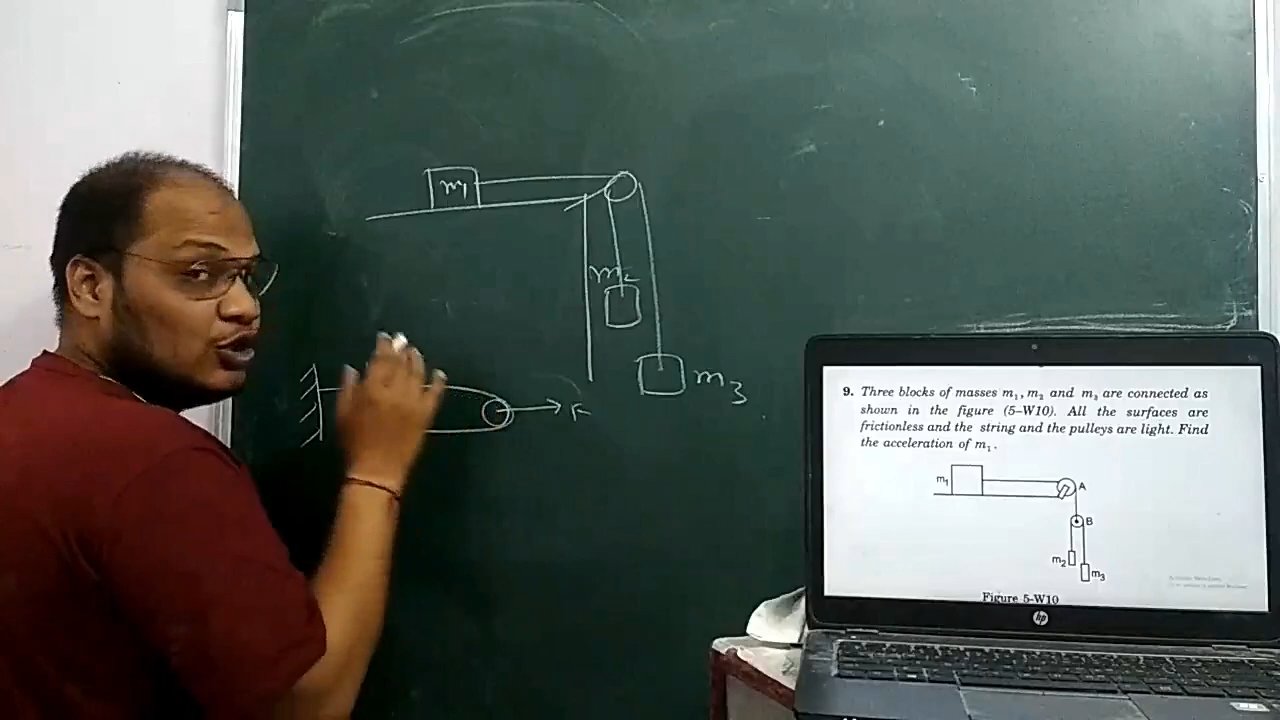 m1
m2
m3
F
9. Three blocks of masses m1, m2 and m3 are connected as
shown in the figure (5–W10). All the surfaces are
frictionless and the string and the pulleys are light. Find
the acceleration of m1.
m1
A
B
m2
m3
Figure 5-W10
hp